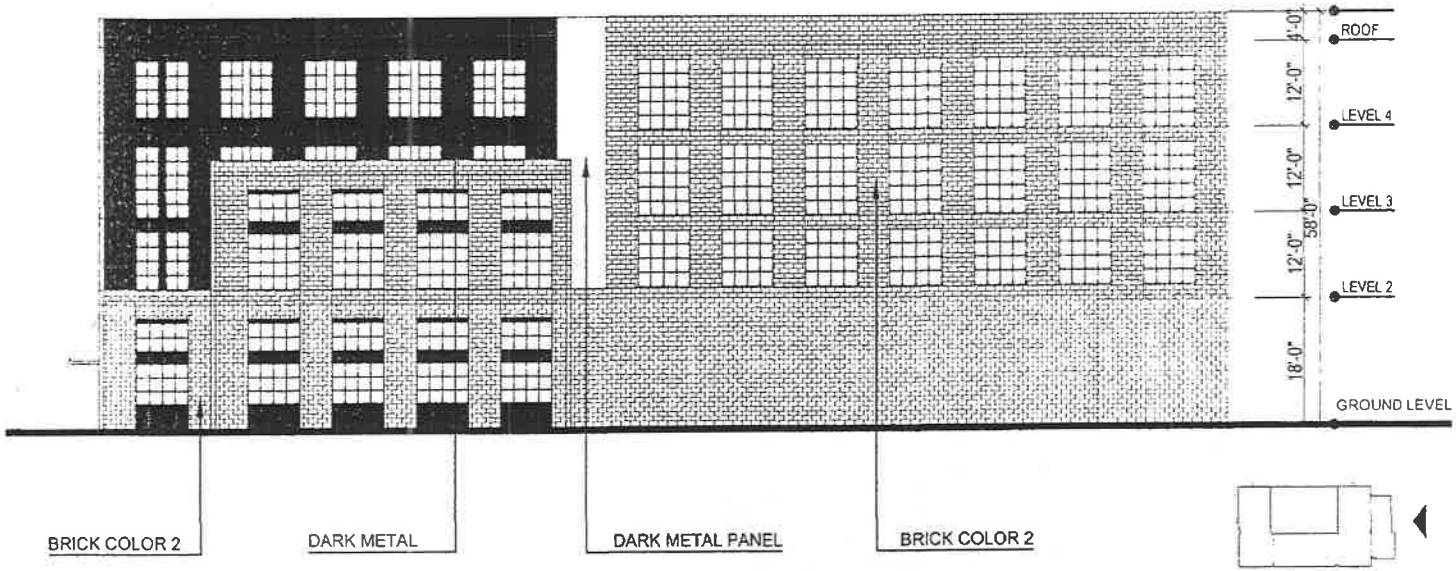 4'-0"
ROOF
12'-0"
LEVEL 4
12'-0"
58'-0"
LEVEL 3
12'-0"
LEVEL 2
18'-0"
GROUND LEVEL
BRICK COLOR 2
DARK METAL
DARK METAL PANEL
BRICK COLOR 2